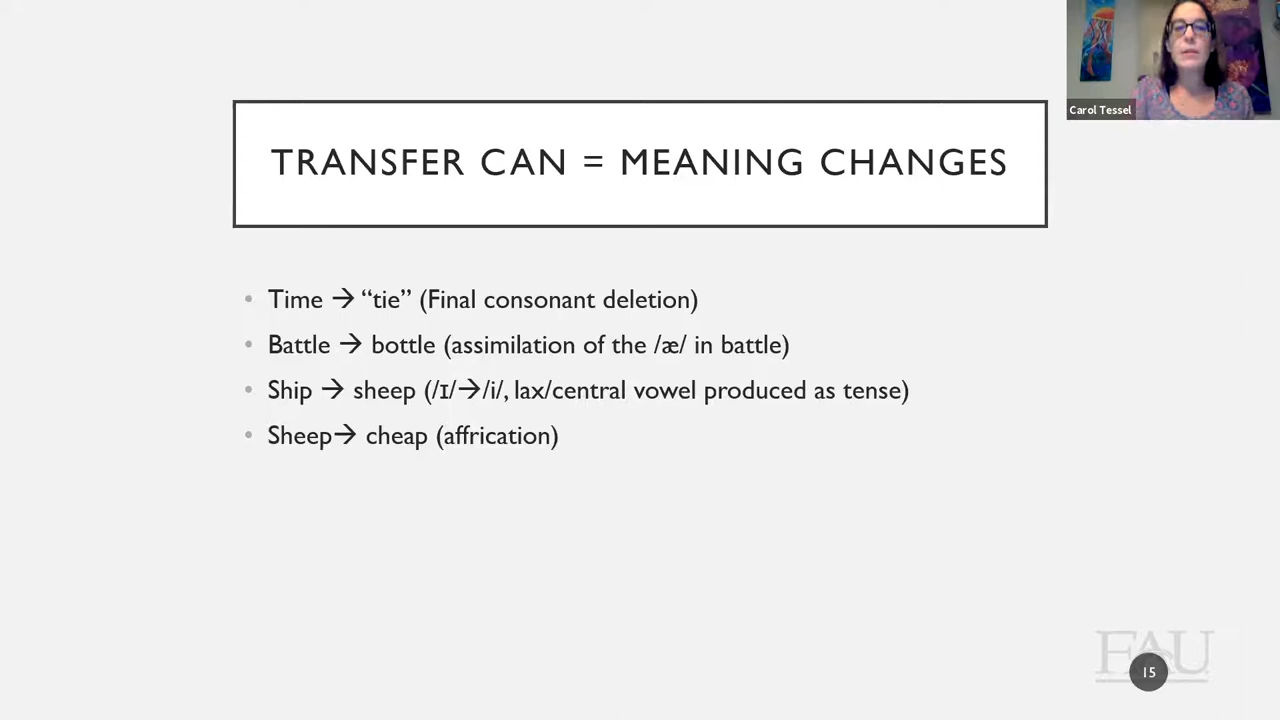 Carol Tessel
TRANSFER CAN = MEANING CHANGES
• Time → “tie” (Final consonant deletion)
• Battle → bottle (assimilation of the /æ/ in battle)
• Ship → sheep (/ɪ/→/i/, lax/central vowel produced as tense)
• Sheep→ cheap (affrication)
FAU
15